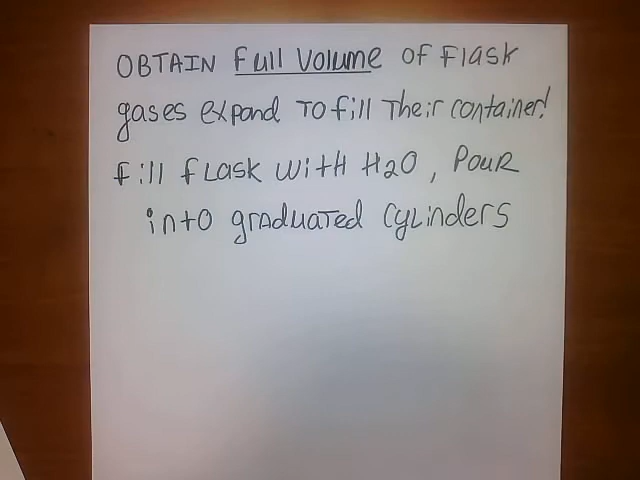 OBTAIN Full Volume of Flask
gases expand to fill their container!
fill flask with H2O, Pour
into graduated cylinders